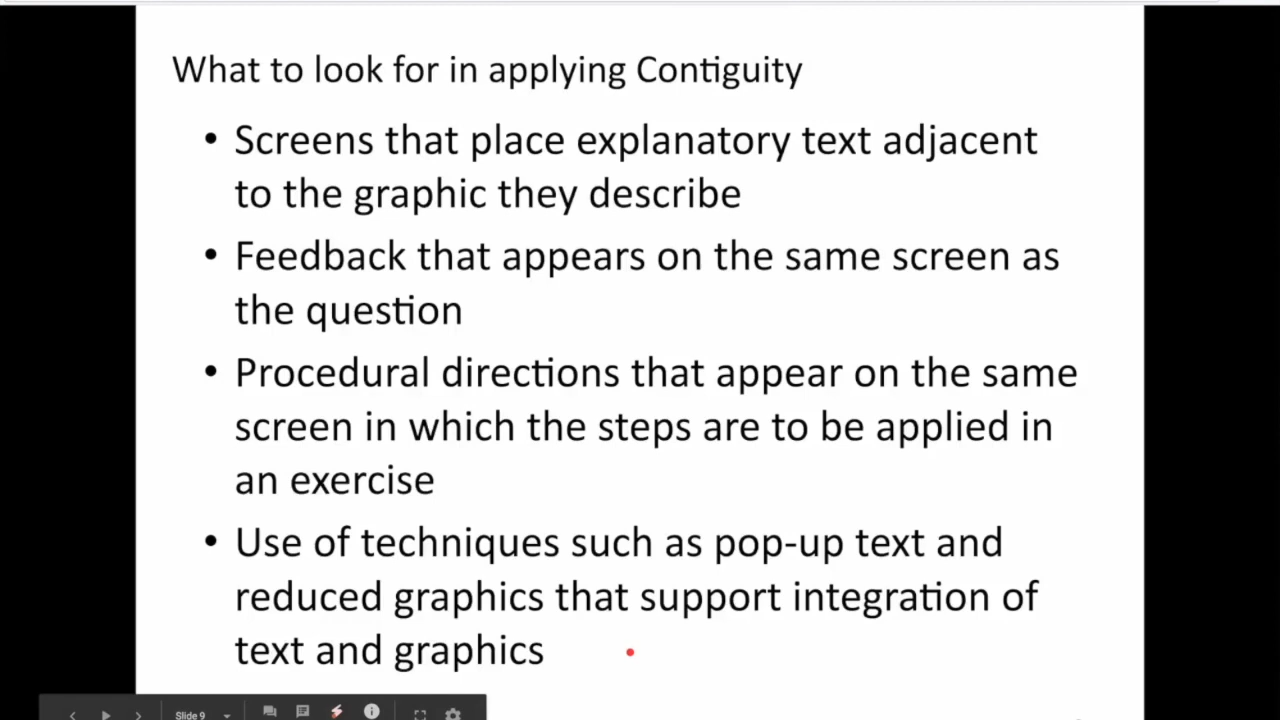 What to look for in applying Contiguity
• Screens that place explanatory text adjacent
to the graphic they describe
• Feedback that appears on the same screen as
the question
• Procedural directions that appear on the same
screen in which the steps are to be applied in
an exercise
• Use of techniques such as pop-up text and
reduced graphics that support integration of
text and graphics
Slide 9